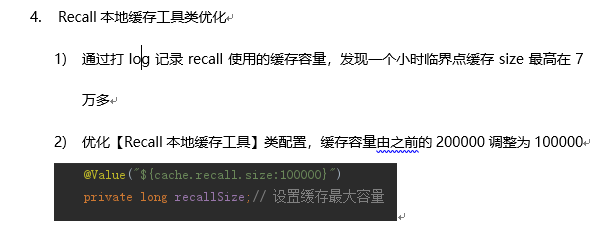 4. Recall 本地缓存工具类优化
1) 通过打 log 记录 recall 使用的缓存容量，发现一个小时临界点缓存 size 最高在 7
万多
2) 优化【Recall 本地缓存工具】类配置，缓存容量由之前的 200000 调整为 100000
@Value("${cache.recall.size:100000}")
private long recallSize;// 设置缓存最大容量